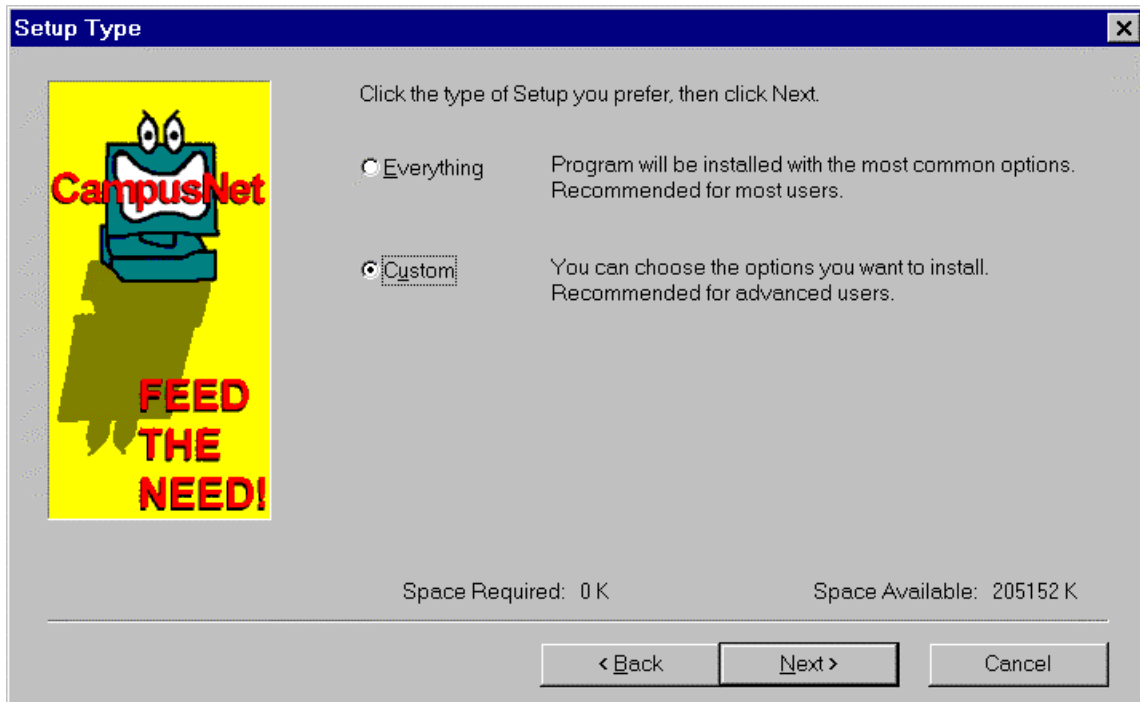 Setup Type
CampusNet
FEED
THE
NEED!
Click the type of Setup you prefer, then click Next.
Everything
Program will be installed with the most common options.
Recommended for most users.
Custom
You can choose the options you want to install.
Recommended for advanced users.
Space Required: 0 K
Space Available: 205152 K
< Back
Next >
Cancel